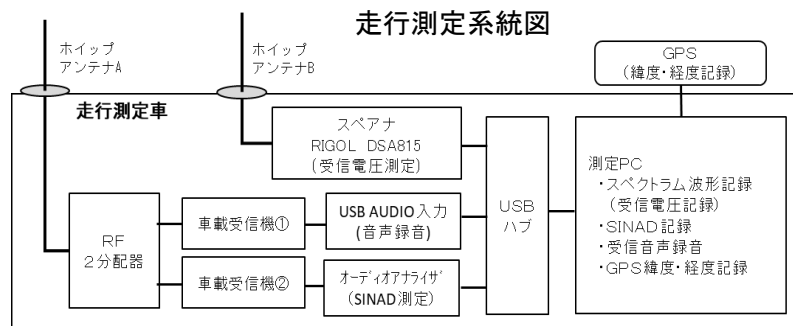 走行測定系統図
ホイップ
アンテナA
ホイップ
アンテナB
GPS
(緯度・経度記録)
走行測定車
スペアナ
RIGOL DSA815
(受信電圧測定)
RF
2分配器
車載受信機①
USB AUDIO入力
(音声録音)
車載受信機②
オーディオアナライザ
(SINAD測定)
USB
ハブ
測定PC
・スペクトラム波形記録
(受信電圧記録)
・SINAD記録
・受信音声録音
・GPS緯度・経度記録